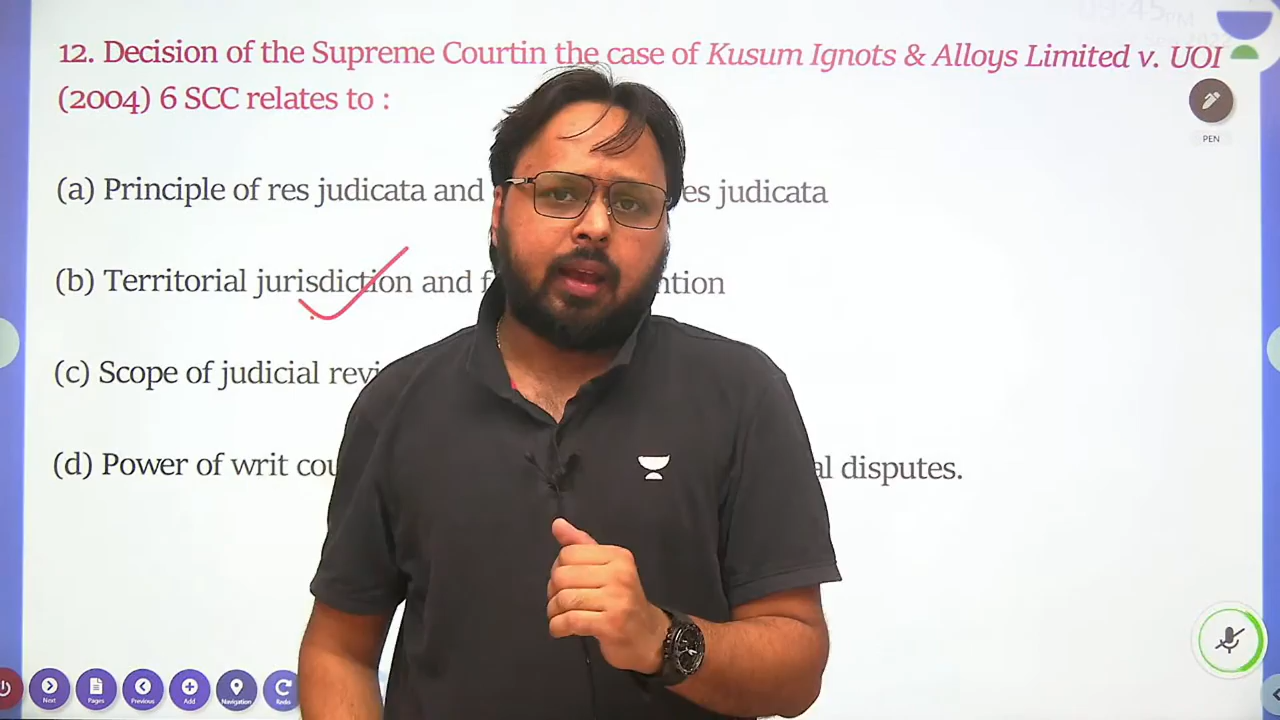 12. Decision of the Supreme Courtin the case of Kusum Ignots & Alloys Limited v. UOI
(2004) 6 SCC relates to :
PEN
(a) Principle of res judicata and es judicata
(b) Territorial jurisdiction and
(c) Scope of judicial
(d) Power of writ al disputes.
Next Pages Previous Add Navigation Redo